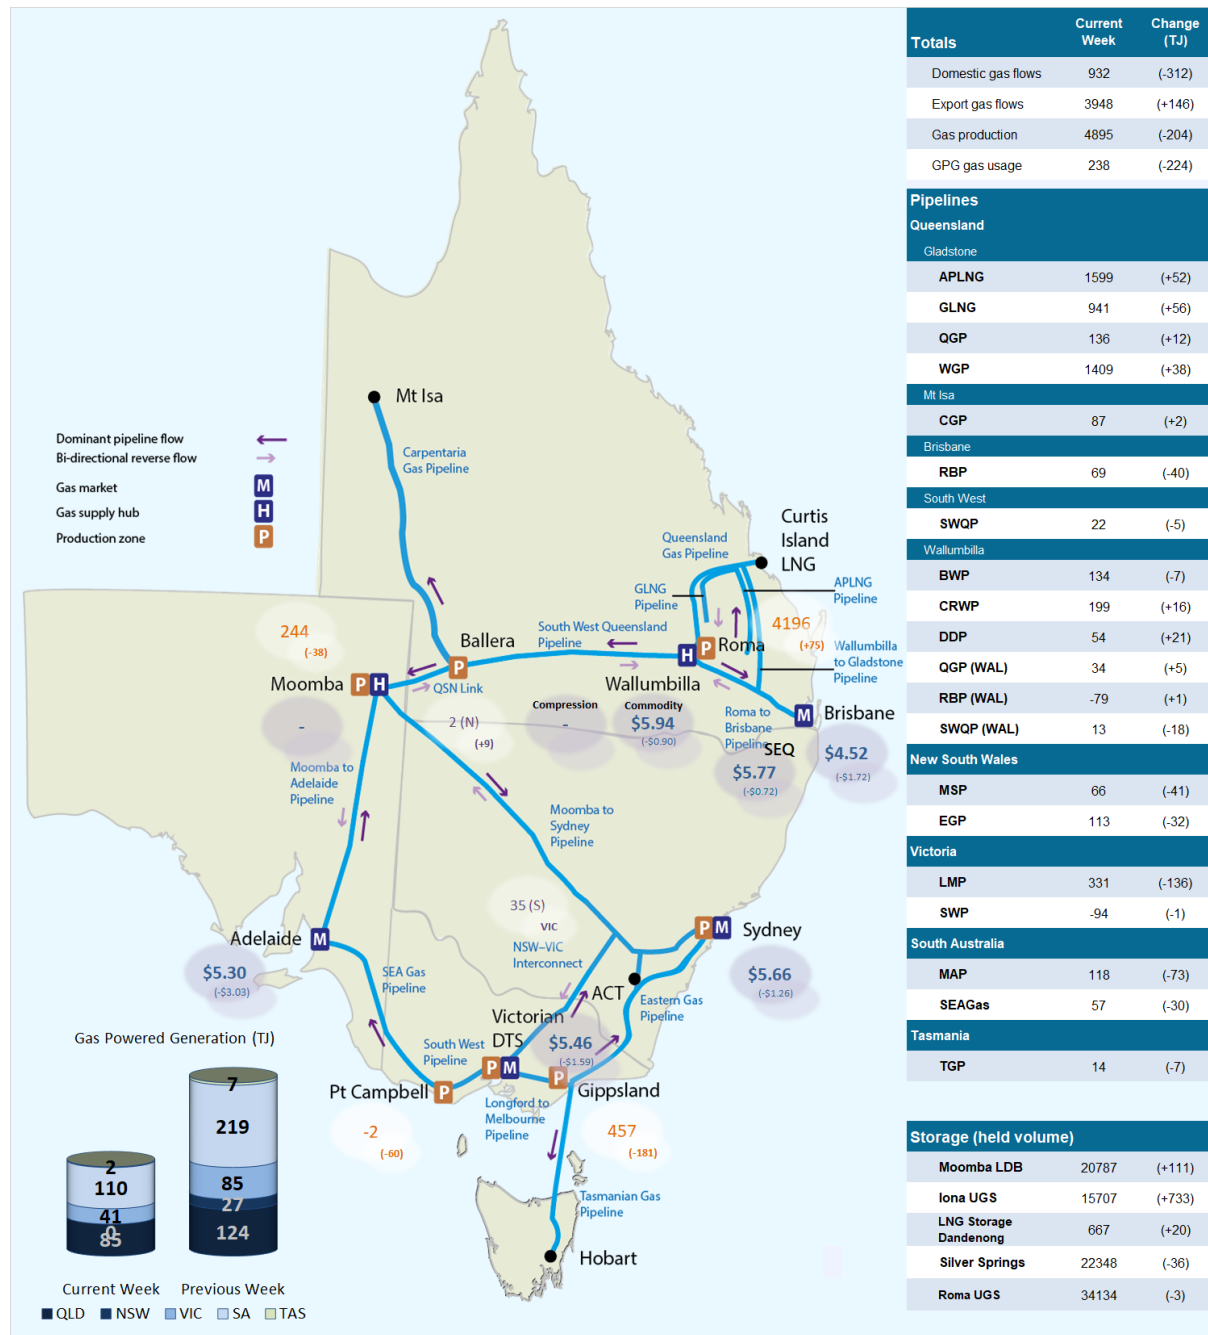 Mt Isa
Carpentaria
Gas Pipeline
Dominant pipeline flow
Bi-directional reverse flow
Gas market M
Gas supply hub H
Production zone P
Curtis
Island
LNG
Queensland
Gas Pipeline
GLNG
Pipeline
APLNG
Pipeline
4196
(+75)
Wallumbilla
to Gladstone
Pipeline
244
(-38)
Ballera
P
South West Queensland
Pipeline
H P Roma
Moomba P H
QSN Link
Wallumbilla
M Brisbane
-
2 (N)
(+9)
Compression
-
Commodity
$5.94
(-$0.90)
Roma to
Brisbane
Pipeline
SEQ
$5.77
(-$0.72)
$4.52
(-$1.72)
Moomba to
Adelaide
Pipeline
Moomba to
Sydney
Pipeline
35 (S)
VIC
NSW-VIC
Interconnect
Adelaide M
$5.30
(-$3.03)
SEA Gas
Pipeline
P M Sydney
$5.66
(-$1.26)
ACT
Eastern Gas
Pipeline
Victorian
DTS
P M
$5.46
(-$1.59)
South West
Pipeline
Pt Campbell P
-2
(-60)
P
Gippsland
457
(-181)
Longford to
Melbourne
Pipeline
Tasmanian Gas
Pipeline
Hobart
Gas Powered Generation (TJ)
2
110
41
0
85
7
219
85
27
124
Current Week Previous Week
QLD NSW VIC SA TAS
Totals Current Week Change (TJ)
Domestic gas flows 932 (-312)
Export gas flows 3948 (+146)
Gas production 4895 (-204)
GPG gas usage 238 (-224)
Pipelines
Queensland
Gladstone
APLNG 1599 (+52)
GLNG 941 (+56)
QGP 136 (+12)
WGP 1409 (+38)
Mt Isa
CGP 87 (+2)
Brisbane
RBP 69 (-40)
South West
SWQP 22 (-5)
Wallumbilla
BWP 134 (-7)
CRWP 199 (+16)
DDP 54 (+21)
QGP (WAL) 34 (+5)
RBP (WAL) -79 (+1)
SWQP (WAL) 13 (-18)
New South Wales
MSP 66 (-41)
EGP 113 (-32)
Victoria
LMP 331 (-136)
SWP -94 (-1)
South Australia
MAP 118 (-73)
SEAGas 57 (-30)
Tasmania
TGP 14 (-7)
Storage (held volume)
Moomba LDB 20787 (+111)
Iona UGS 15707 (+733)
LNG Storage Dandenong 667 (+20)
Silver Springs 22348 (-36)
Roma UGS 34134 (-3)